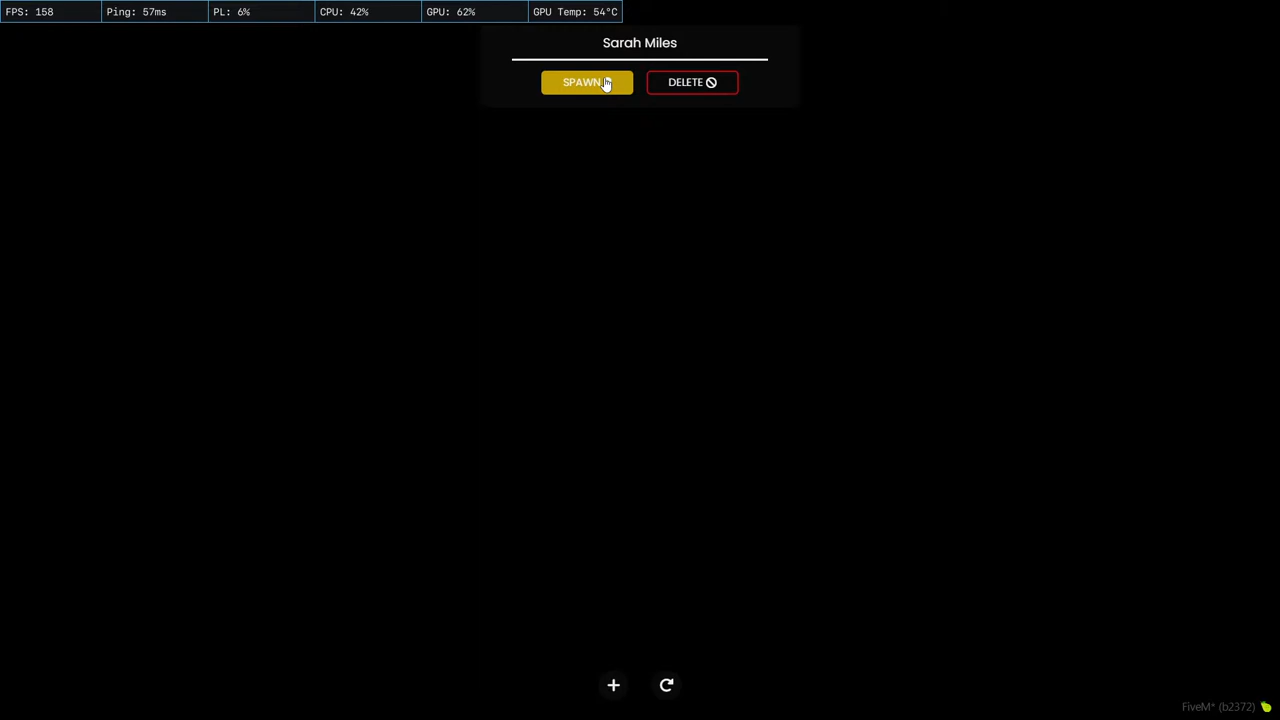 FPS: 158 Ping: 57ms PL: 6% CPU: 42% GPU: 62% GPU Temp: 54°C
Sarah Miles
SPAWN DELETE
FiveM* (b2372)